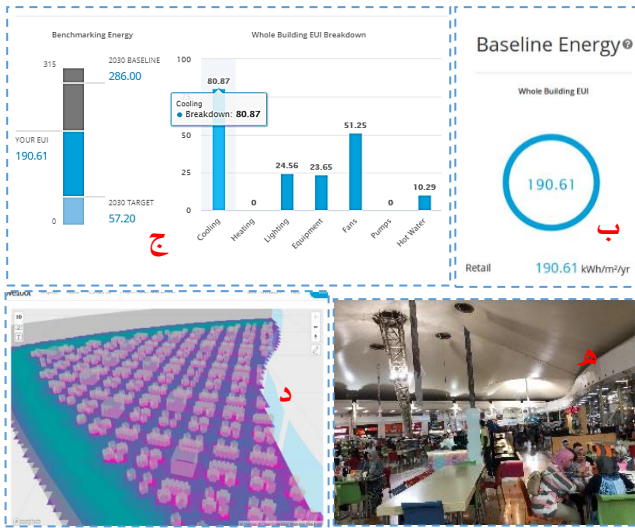 Benchmarking Energy
315
2030 BASELINE
286.00
YOUR EUI
190.61
2030 TARGET
57.20
0
ج
Whole Building EUI Breakdown
100
75
50
25
0
80.87
0
24.56
23.65
51.25
0
10.29
Cooling
Breakdown: 80.87
Cooling
Heating
Lighting
Equipment
Fans
Pumps
Hot Water
Baseline Energy
Whole Building EUI
190.61
ب
Retail 190.61 kWh/m²/yr
3D
د
ه